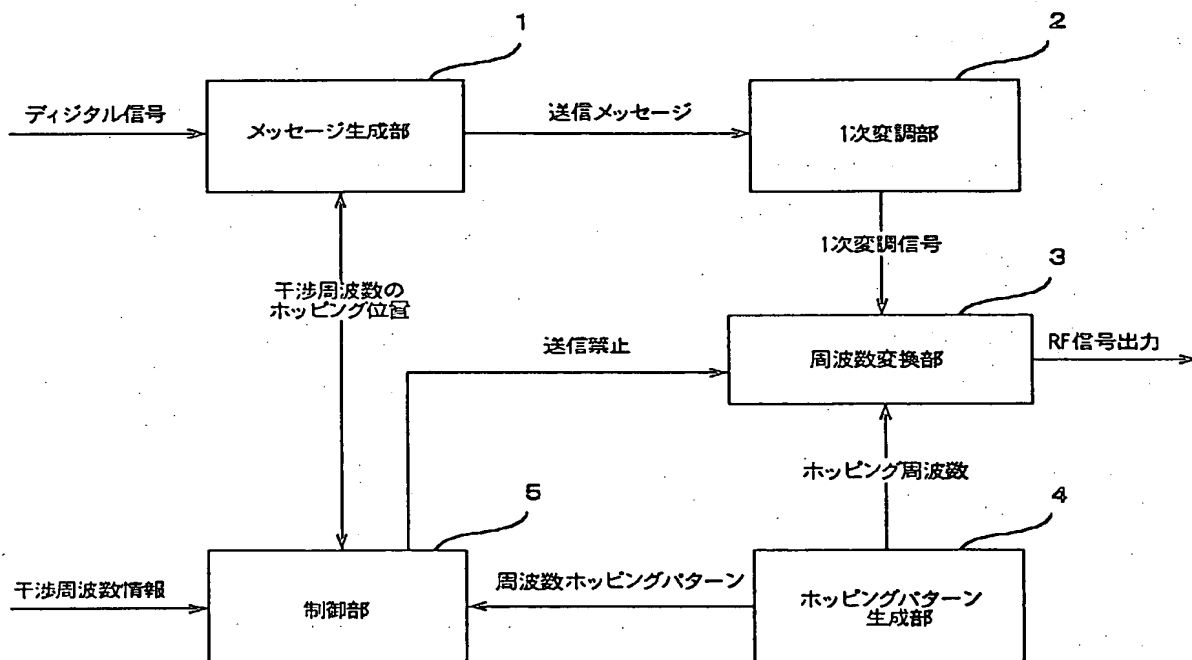 1
2
ディジタル信号
メッセージ生成部
送信メッセージ
1次変調部
1次変調信号
3
干渉周波数の
ホッピング位置
送信禁止
周波数変換部
RF信号出力
ホッピング周波数
5
4
干渉周波数情報
制御部
周波数ホッピングパターン
ホッピングパターン
生成部